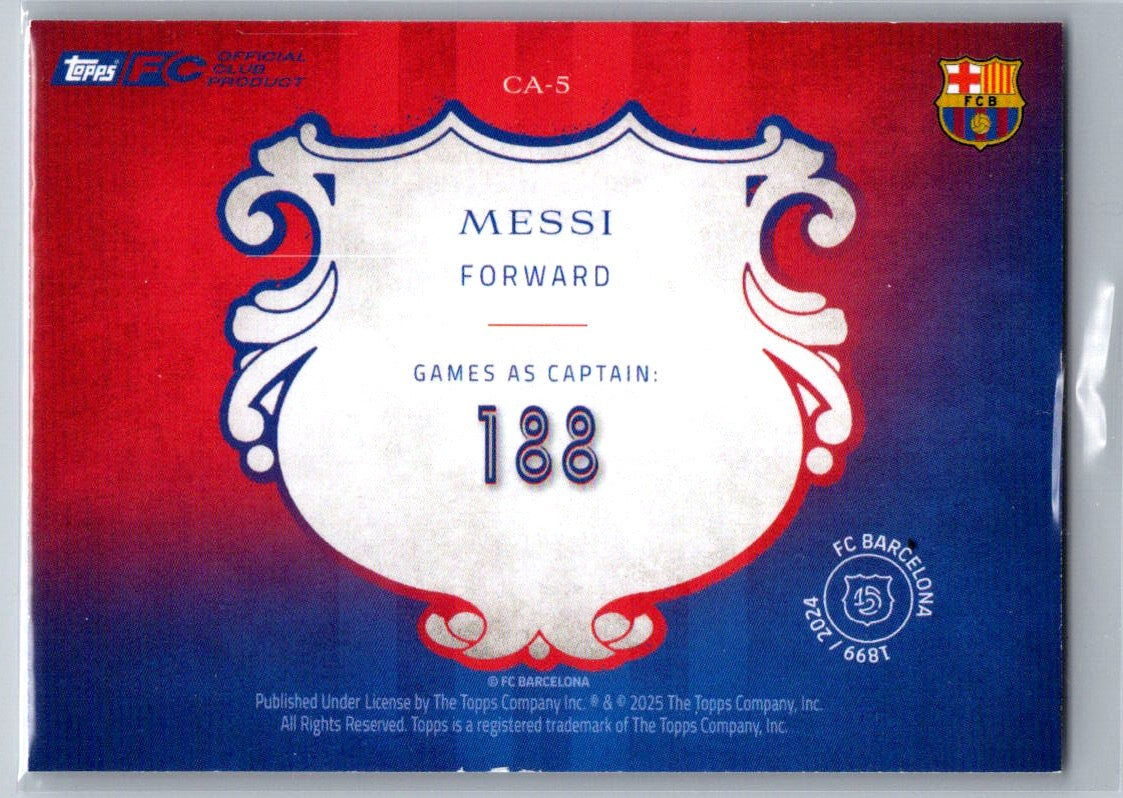 topps FC OFFICIAL
CLUB
PRODUCT
CA-5
FCB
MESSI
FORWARD
GAMES AS CAPTAIN:
188
FC BARCELONA
1899 / 2024
© FC BARCELONA
Published Under License by The Topps Company Inc. ® & © 2025 The Topps Company, Inc.
All Rights Reserved. Topps is a registered trademark of The Topps Company, Inc.